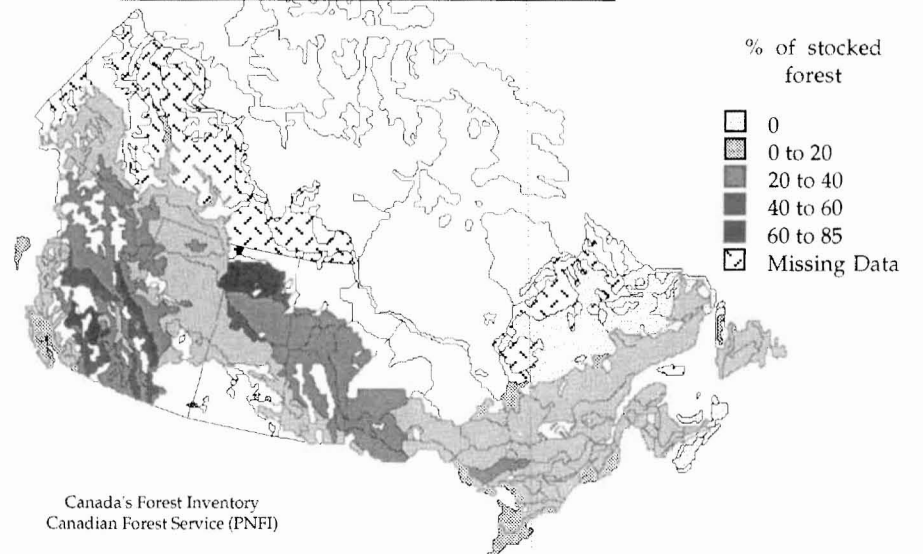 % of stocked
forest
0
0 to 20
20 to 40
40 to 60
60 to 85
Missing Data
Canada's Forest Inventory
Canadian Forest Service (PNFI)